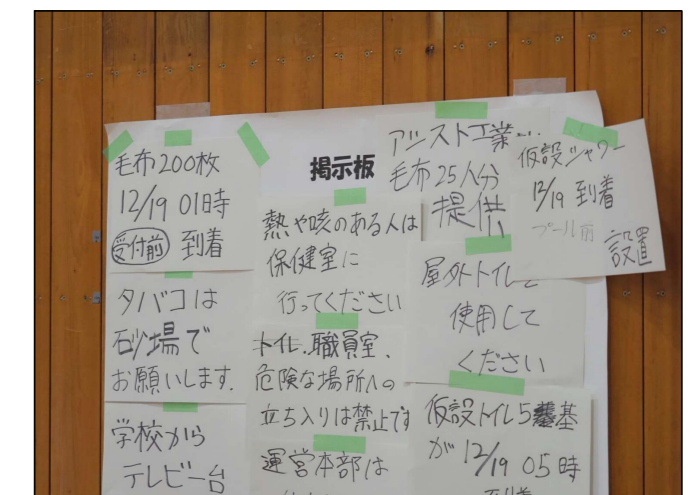 掲示板
毛布200枚
12/19 01時
受付前 到着
タバコは
砂場で
お願いします.
学校から
テレビ一台
熱や咳のある人は
保健室に
行ってください
トイレ.職員室.
危険な場所への
立ち入りは禁止です
運営本部は
アシスト工業
毛布25人分
提供
屋外トイレ
使用して
ください
仮設トイレ5基
が 12/19 05時
到着
仮設シャワー
12/19 到着
プール前
設置